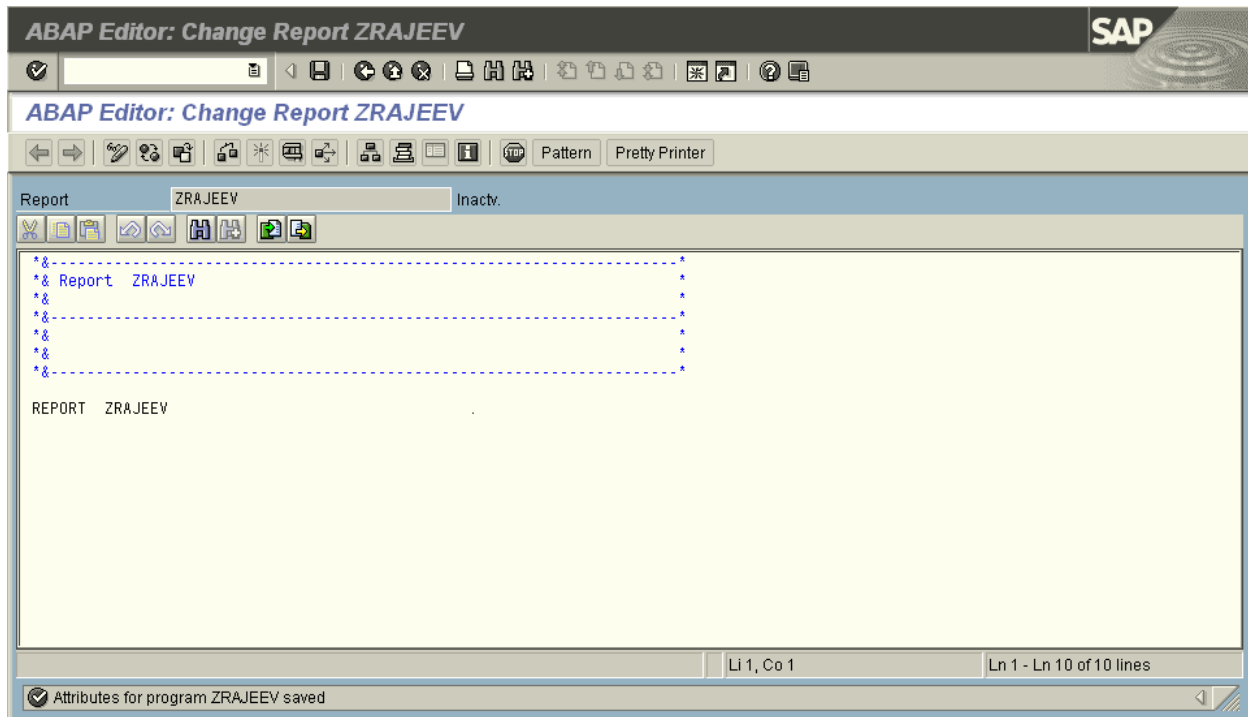 ABAP Editor: Change Report ZRAJEEV
SAP
ABAP Editor: Change Report ZRAJEEV
STOP
Pattern
Pretty Printer
Report ZRAJEEV Inactv.
*&---------------------------------------------------------------------*
*& Report  ZRAJEEV                                                     *
*&                                                                     *
*&---------------------------------------------------------------------*
*&                                                                     *
*&                                                                     *
*&---------------------------------------------------------------------*
REPORT  ZRAJEEV                                 .
Li 1, Co 1
Ln 1 - Ln 10 of 10 lines
Attributes for program ZRAJEEV saved